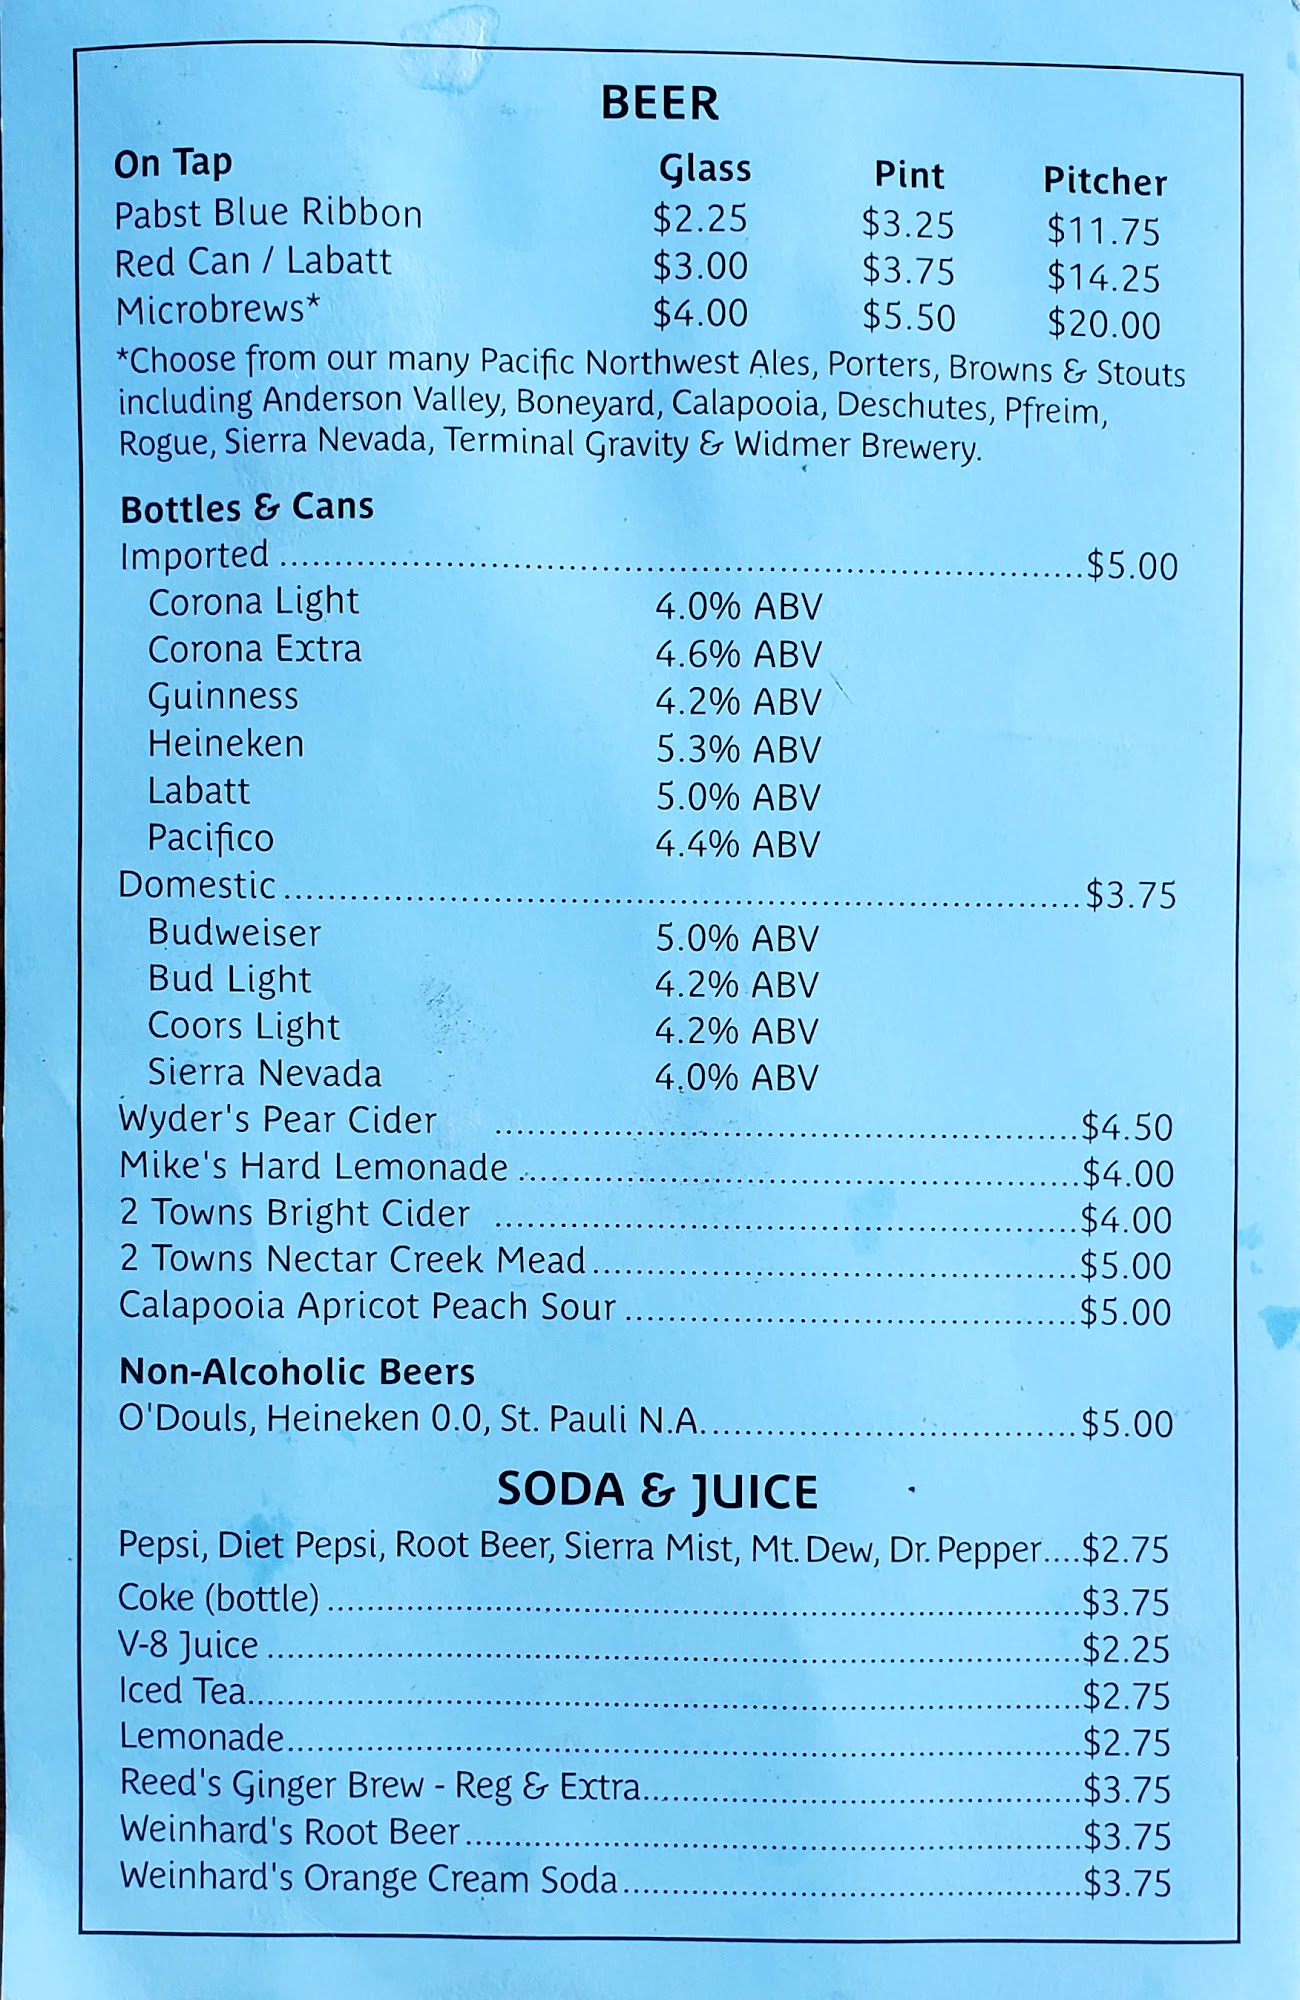 BEER
On Tap Glass Pint Pitcher
Pabst Blue Ribbon $2.25 $3.25 $11.75
Red Can / Labatt $3.00 $3.75 $14.25
Microbrews* $4.00 $5.50 $20.00
*Choose from our many Pacific Northwest Ales, Porters, Browns & Stouts
including Anderson Valley, Boneyard, Calapooia, Deschutes, Pfreim,
Rogue, Sierra Nevada, Terminal Gravity & Widmer Brewery.
Bottles & Cans
Imported $5.00
Corona Light 4.0% ABV
Corona Extra 4.6% ABV
Guinness 4.2% ABV
Heineken 5.3% ABV
Labatt 5.0% ABV
Pacifico 4.4% ABV
Domestic $3.75
Budweiser 5.0% ABV
Bud Light 4.2% ABV
Coors Light 4.2% ABV
Sierra Nevada 4.0% ABV
Wyder's Pear Cider $4.50
Mike's Hard Lemonade $4.00
2 Towns Bright Cider $4.00
2 Towns Nectar Creek Mead $5.00
Calapooia Apricot Peach Sour $5.00
Non-Alcoholic Beers
O'Douls, Heineken 0.0, St. Pauli N.A. $5.00
SODA & JUICE
Pepsi, Diet Pepsi, Root Beer, Sierra Mist, Mt. Dew, Dr. Pepper $2.75
Coke (bottle) $3.75
V-8 Juice $2.25
Iced Tea $2.75
Lemonade $2.75
Reed's Ginger Brew - Reg & Extra $3.75
Weinhard's Root Beer $3.75
Weinhard's Orange Cream Soda $3.75